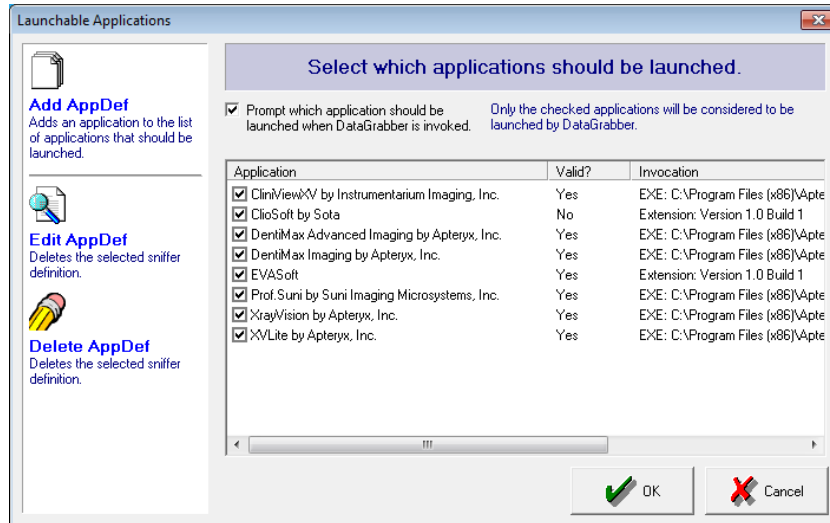 Launchable Applications
Select which applications should be launched.
Add AppDef
Adds an application to the list
of applications that should be
launched.
Prompt which application should be
launched when DataGrabber is invoked.
Only the checked applications will be considered to be
launched by DataGrabber.
Edit AppDef
Deletes the selected sniffer
definition.
Delete AppDef
Deletes the selected sniffer
definition.
Application Valid? Invocation
CliniViewXV by Instrumentarium Imaging, Inc. Yes EXE: C:\Program Files (x86)\Apte
ClioSoft by Sota No Extension: Version 1.0 Build 1
DentiMax Advanced Imaging by Apteryx, Inc. Yes EXE: C:\Program Files (x86)\Apte
DentiMax Imaging by Apteryx, Inc. Yes EXE: C:\Program Files (x86)\Apte
EVASoft Yes Extension: Version 1.0 Build 1
Prof.Suni by Suni Imaging Microsystems, Inc. Yes EXE: C:\Program Files (x86)\Apte
XrayVision by Apteryx, Inc. Yes EXE: C:\Program Files (x86)\Apte
XVLite by Apteryx, Inc. Yes EXE: C:\Program Files (x86)\Apte
OK
Cancel